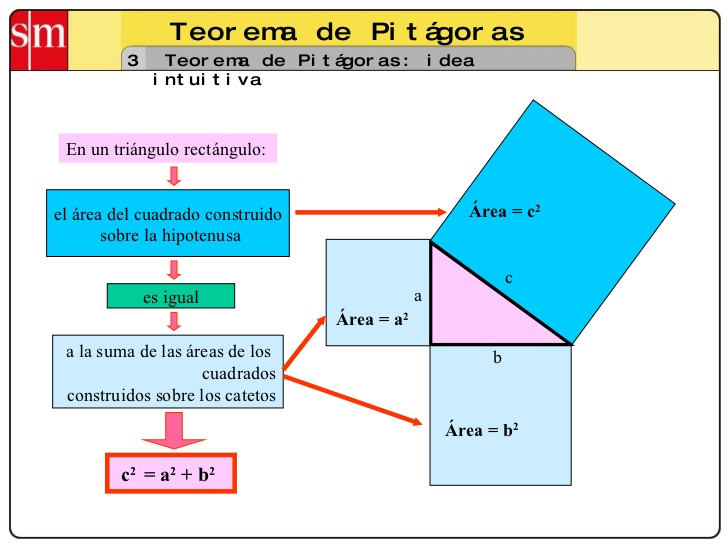 sm
Teorema de Pitágoras
3 Teorema de Pitágoras: idea
intuitiva
En un triángulo rectángulo:
el área del cuadrado construido
sobre la hipotenusa
es igual
a la suma de las áreas de los
cuadrados
construidos sobre los catetos
c² = a² + b²
Área = c²
c
a
Área = a²
b
Área = b²